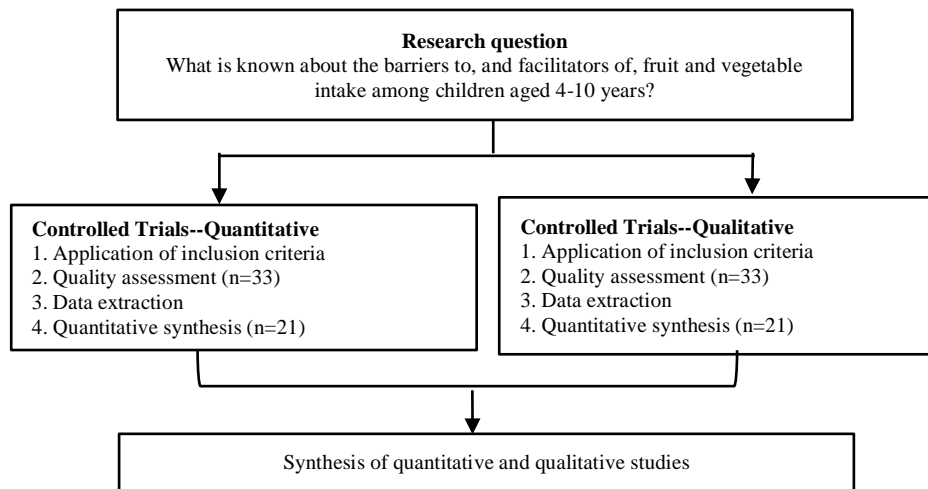 Research question
What is known about the barriers to, and facilitators of, fruit and vegetable
intake among children aged 4-10 years?
Controlled Trials--Quantitative
1. Application of inclusion criteria
2. Quality assessment (n=33)
3. Data extraction
4. Quantitative synthesis (n=21)
Controlled Trials--Qualitative
1. Application of inclusion criteria
2. Quality assessment (n=33)
3. Data extraction
4. Quantitative synthesis (n=21)
Synthesis of quantitative and qualitative studies